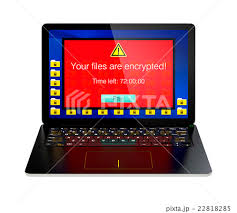 Your files are encrypted!
Time left: 72:00:00
PIXTA
pixta.jp - 22818285